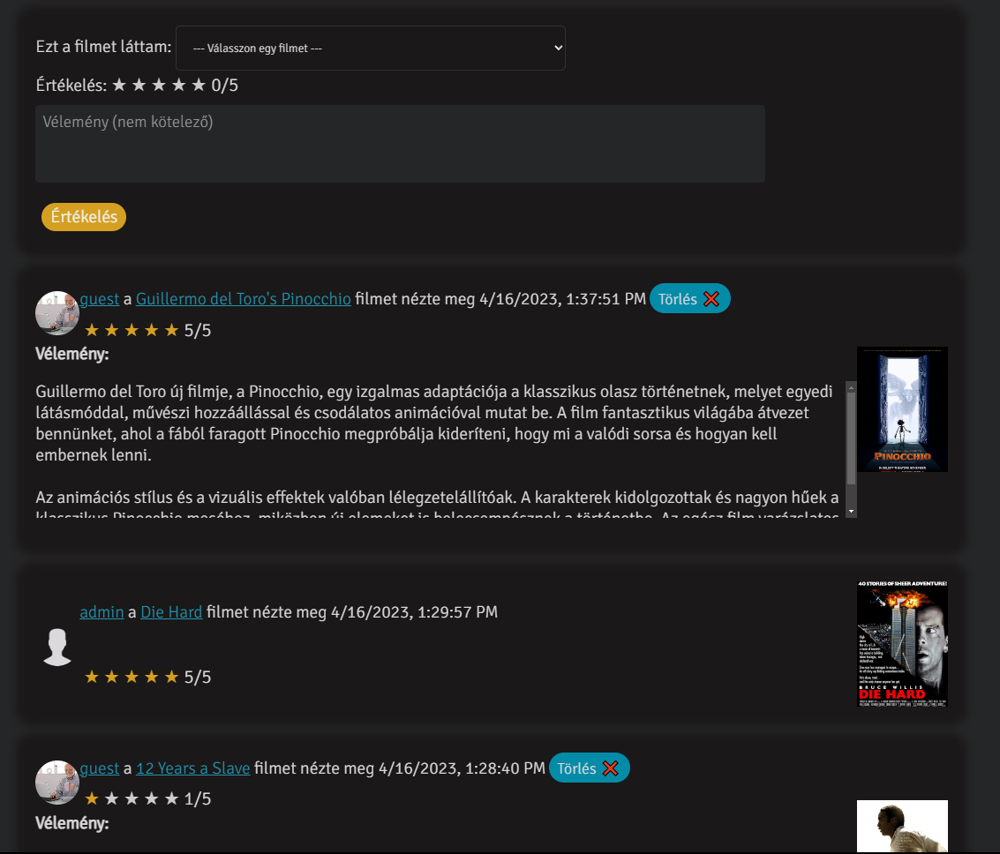 Ezt a filmet láttam: --- Válasszon egy filmet ---
Értékelés: ★ ★ ★ ★ ★ 0/5
Vélemény (nem kötelező)
Értékelés
guest a Guillermo del Toro's Pinocchio filmet nézte meg 4/16/2023, 1:37:51 PM Törlés ❌
★ ★ ★ ★ ★ 5/5
Vélemény:
Guillermo del Toro új filmje, a Pinocchio, egy izgalmas adaptációja a klasszikus olasz történetnek, melyet egyedi
látásmóddal, művészi hozzáállással és csodálatos animációval mutat be. A film fantasztikus világába átvezet
bennünket, ahol a fából faragott Pinocchio megpróbálja kideríteni, hogy mi a valódi sorsa és hogyan kell
embernek lenni.
Az animációs stílus és a vizuális effektek valóban lélegzetelállítóak. A karakterek kidolgozottak és nagyon hűek a
klasszikus Pinocchio meséhez, miközben új elemeket is belecsempésznek a történetbe. Az egész film varázslatos
PINOCCHIO
admin a Die Hard filmet nézte meg 4/16/2023, 1:29:57 PM
★ ★ ★ ★ ★ 5/5
40 STORIES OF SHEER ADVENTURE!
BRUCE WILLIS
DIE HARD
guest a 12 Years a Slave filmet nézte meg 4/16/2023, 1:28:40 PM Törlés ❌
★ ★ ★ ★ ★ 1/5
Vélemény: